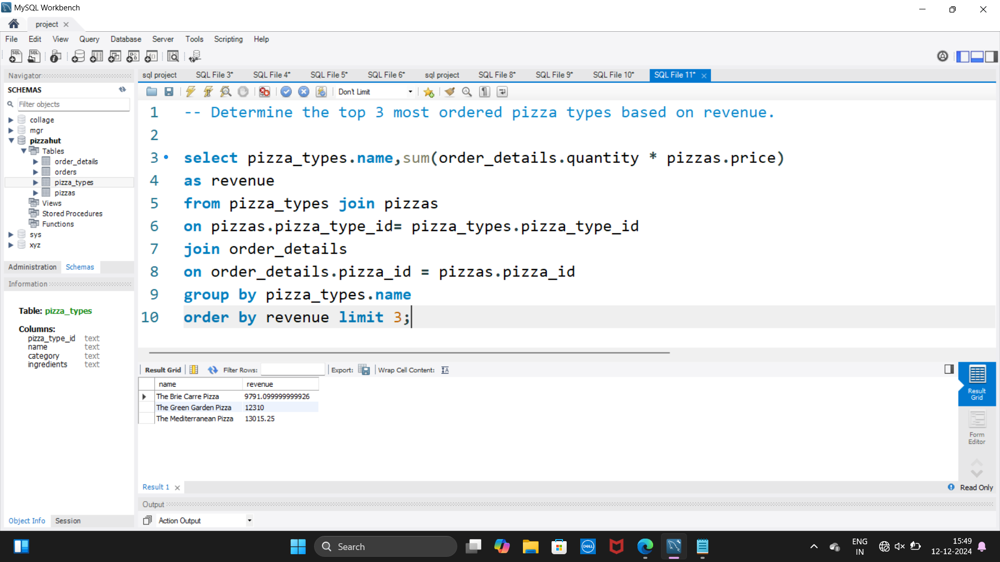 MySQL Workbench
project
File Edit View Query Database Server Tools Scripting Help
Navigator
SCHEMAS
Filter objects
collage
mgr
pizzahut
Tables
order_details
orders
pizza_types
pizzas
Views
Stored Procedures
Functions
sys
xyz
Administration Schemas
Information
Table: pizza_types
Columns:
pizza_type_id text
name text
category text
ingredients text
Object Info Session
sql project SQL File 3* SQL File 4* SQL File 5* SQL File 6* sql project SQL File 8* SQL File 9* SQL File 10* SQL File 11*
Don't Limit
1 -- Determine the top 3 most ordered pizza types based on revenue.
2
3 select pizza_types.name,sum(order_details.quantity * pizzas.price)
4 as revenue
5 from pizza_types join pizzas
6 on pizzas.pizza_type_id= pizza_types.pizza_type_id
7 join order_details
8 on order_details.pizza_id = pizzas.pizza_id
9 group by pizza_types.name
10 order by revenue limit 3;
Result Grid Filter Rows: Export: Wrap Cell Content:
name revenue
The Brie Carre Pizza 9791.099999999926
The Green Garden Pizza 12310
The Mediterranean Pizza 13015.25
Result
Grid
Form
Editor
Result 1
Read Only
Output
Action Output
Search
DELL
ENG
IN
15:49
12-12-2024